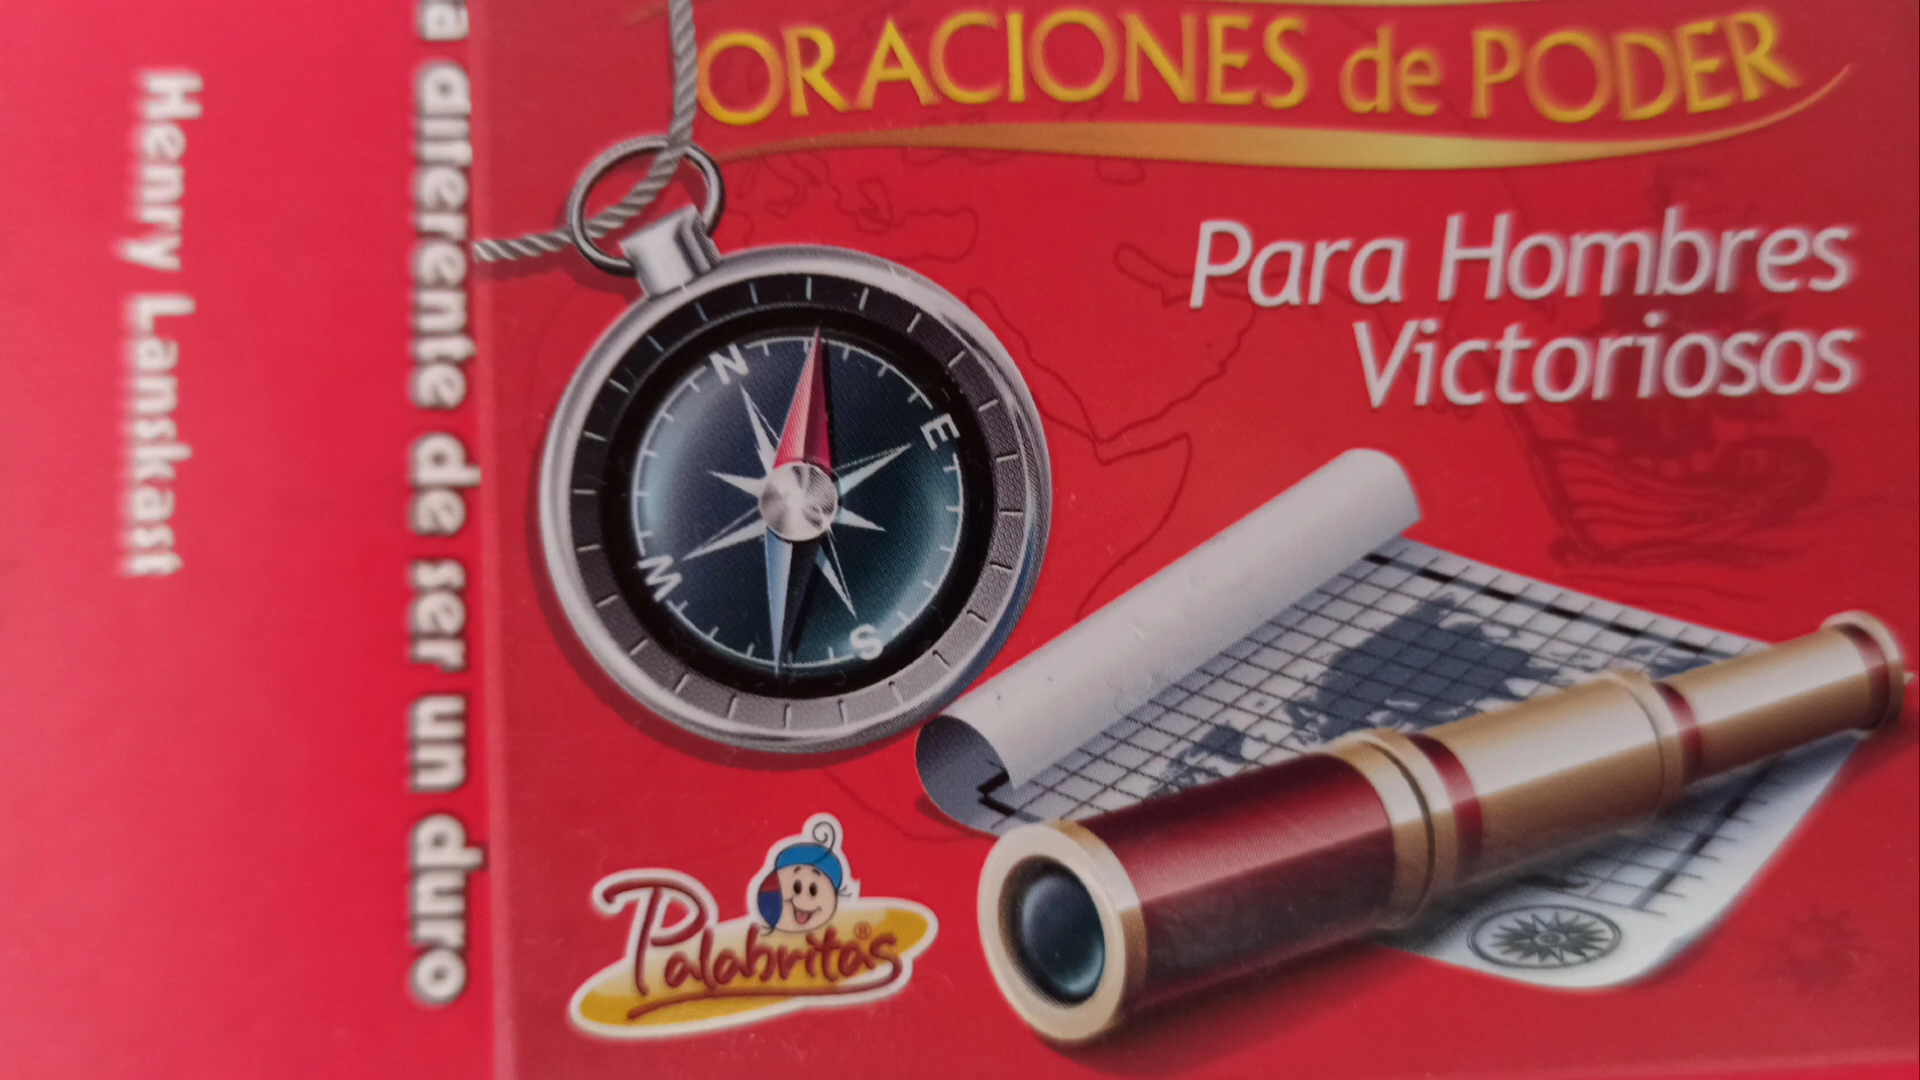 Henry Lanskast
a diferente de ser un duro
ORACIONES de PODER
Para Hombres
Victoriosos
N
E
W
S
Palabritas®